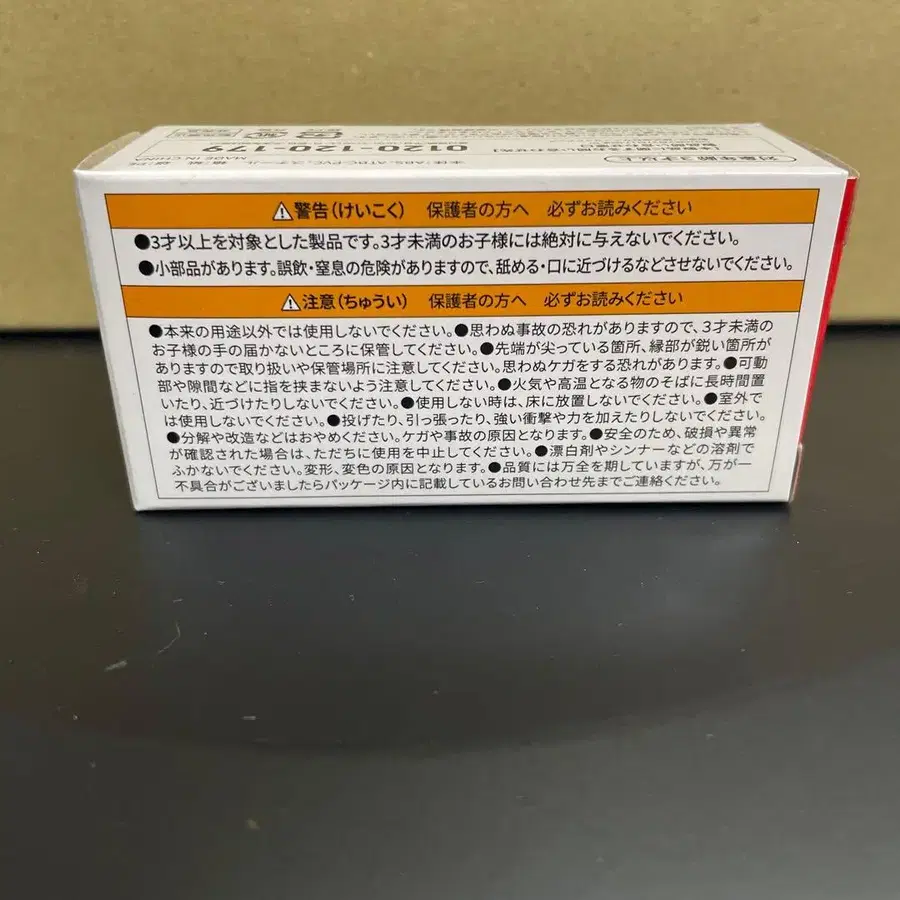 対象年齢 3才以上
0120-120-179
MADE IN CHINA
警告(けいこく) 保護者の方へ 必ずお読みください
●3才以上を対象とした製品です。3才未満のお子様には絶対に与えないでください。
●小部品があります。誤飲・窒息の危険がありますので、舐める・口に近づけるなどさせないでください。
注意(ちゅうい) 保護者の方へ 必ずお読みください
●本来の用途以外では使用しないでください。●思わぬ事故の恐れがありますので、3才未満の
お子様の手の届かないところに保管してください。●先端が尖っている箇所、縁部が鋭い箇所が
ありますので取り扱いや保管場所に注意してください。思わぬケガをする恐れがあります。●可動
部や隙間などに指を挟まないよう注意してください。●火気や高温となる物のそばに長時間置
いたり、近づけたりしないでください。●使用しない時は、床に放置しないでください。●室外で
は使用しないでください。●投げたり、引っ張ったり、強い衝撃や力を加えたりしないでください。
●分解や改造などはおやめください。ケガや事故の原因となります。●安全のため、破損や異常
が確認された場合は、ただちに使用を中止してください。●漂白剤やシンナーなどの溶剤で
ふかないでください。変形、変色の原因となります。●品質には万全を期していますが、万が一
不具合がございましたらパッケージ内に記載しているお問い合わせ先までご連絡ください。